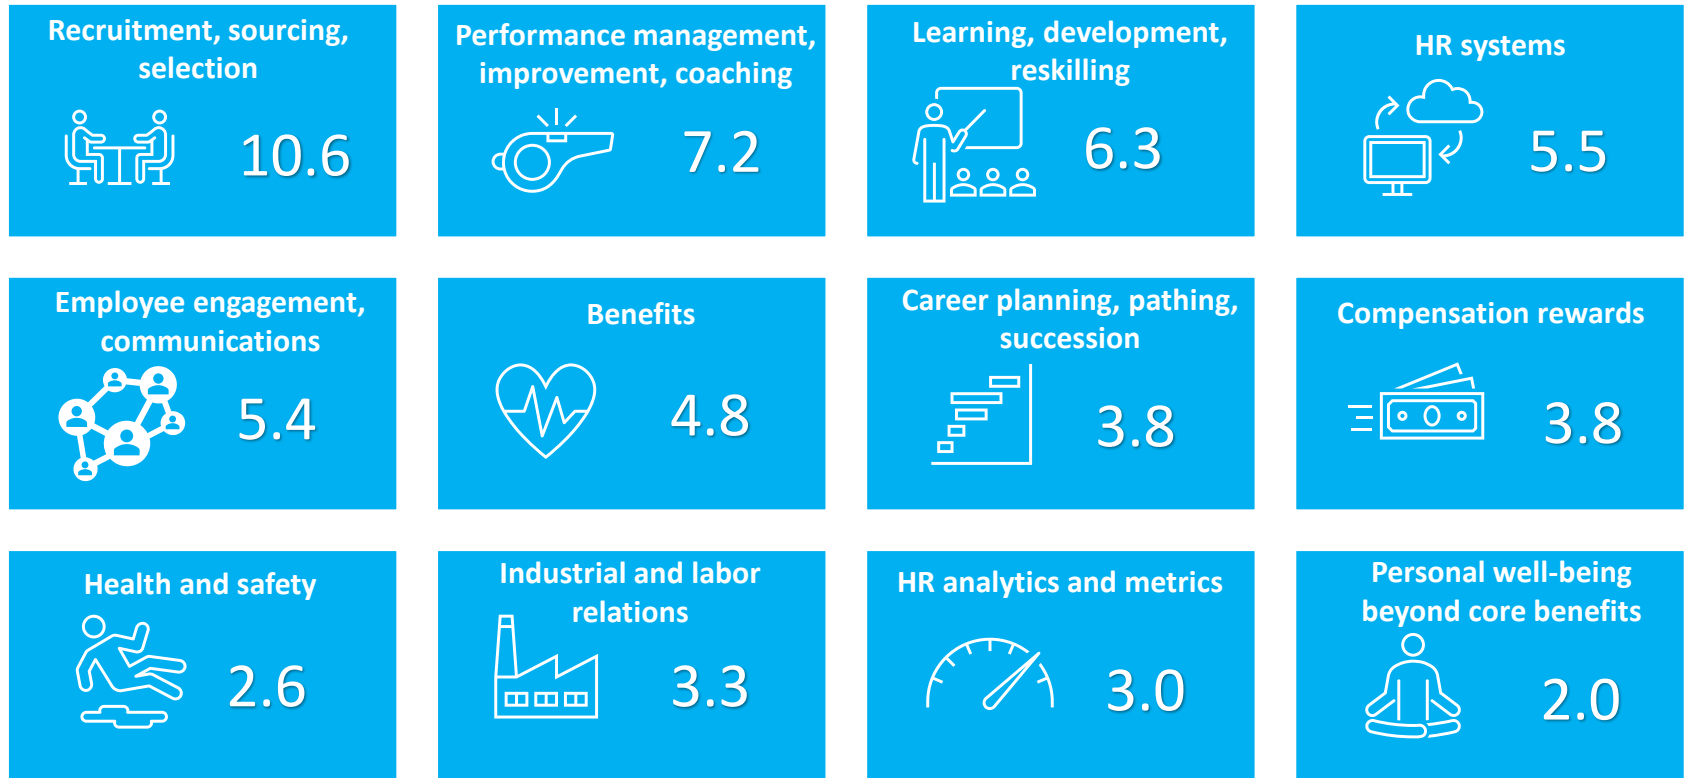 Recruitment, sourcing,
selection
10.6
Performance management,
improvement, coaching
7.2
Learning, development,
reskilling
6.3
HR systems
5.5
Employee engagement,
communications
5.4
Benefits
4.8
Career planning, pathing,
succession
3.8
Compensation rewards
3.8
Health and safety
2.6
Industrial and labor
relations
3.3
HR analytics and metrics
3.0
Personal well-being
beyond core benefits
2.0